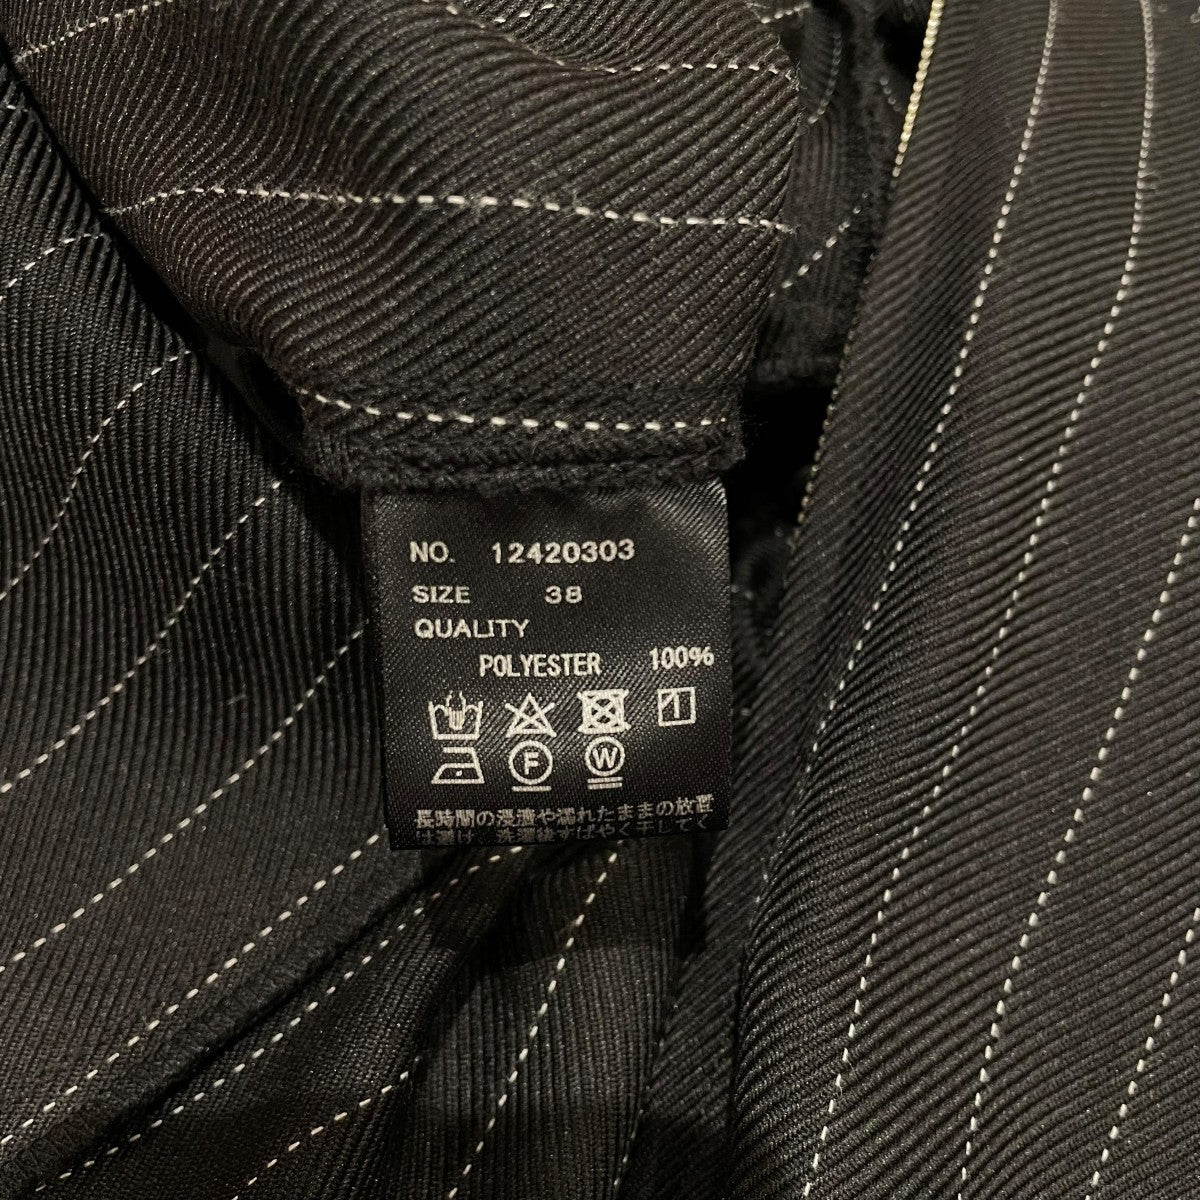 NO. 12420303
SIZE 38
QUALITY
POLYESTER 100%
F W
長時間の浸漬や濡れたままの放置
は避け、洗濯後すばやく干してく